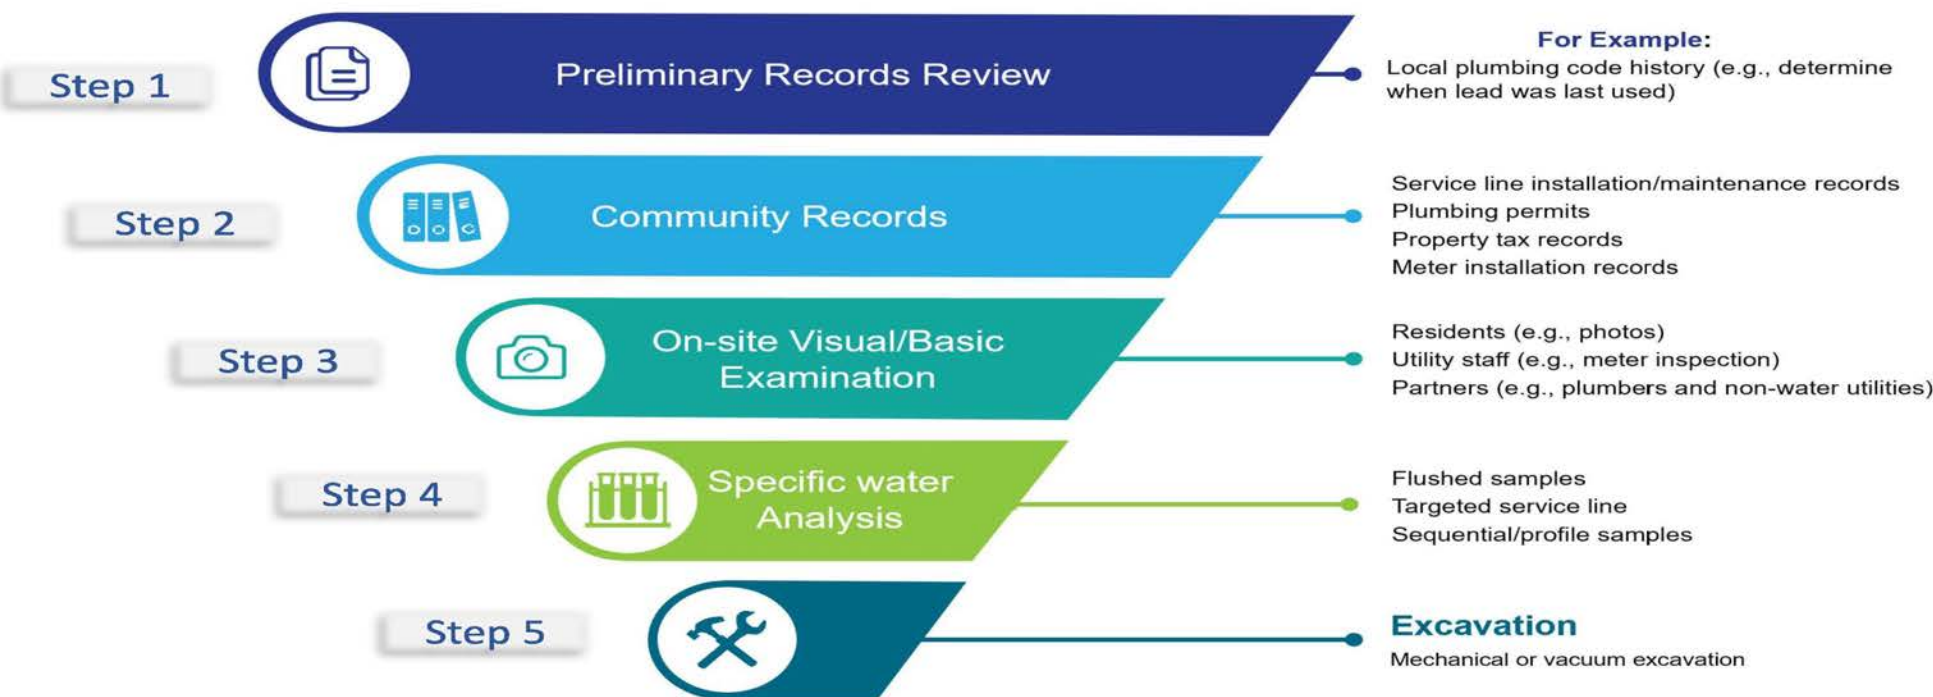 Step 1
Preliminary Records Review
For Example:
Local plumbing code history (e.g., determine
when lead was last used)
Step 2
Community Records
Service line installation/maintenance records
Plumbing permits
Property tax records
Meter installation records
Step 3
On-site Visual/Basic
Examination
Residents (e.g., photos)
Utility staff (e.g., meter inspection)
Partners (e.g., plumbers and non-water utilities)
Step 4
Specific water
Analysis
Flushed samples
Targeted service line
Sequential/profile samples
Step 5
Excavation
Mechanical or vacuum excavation